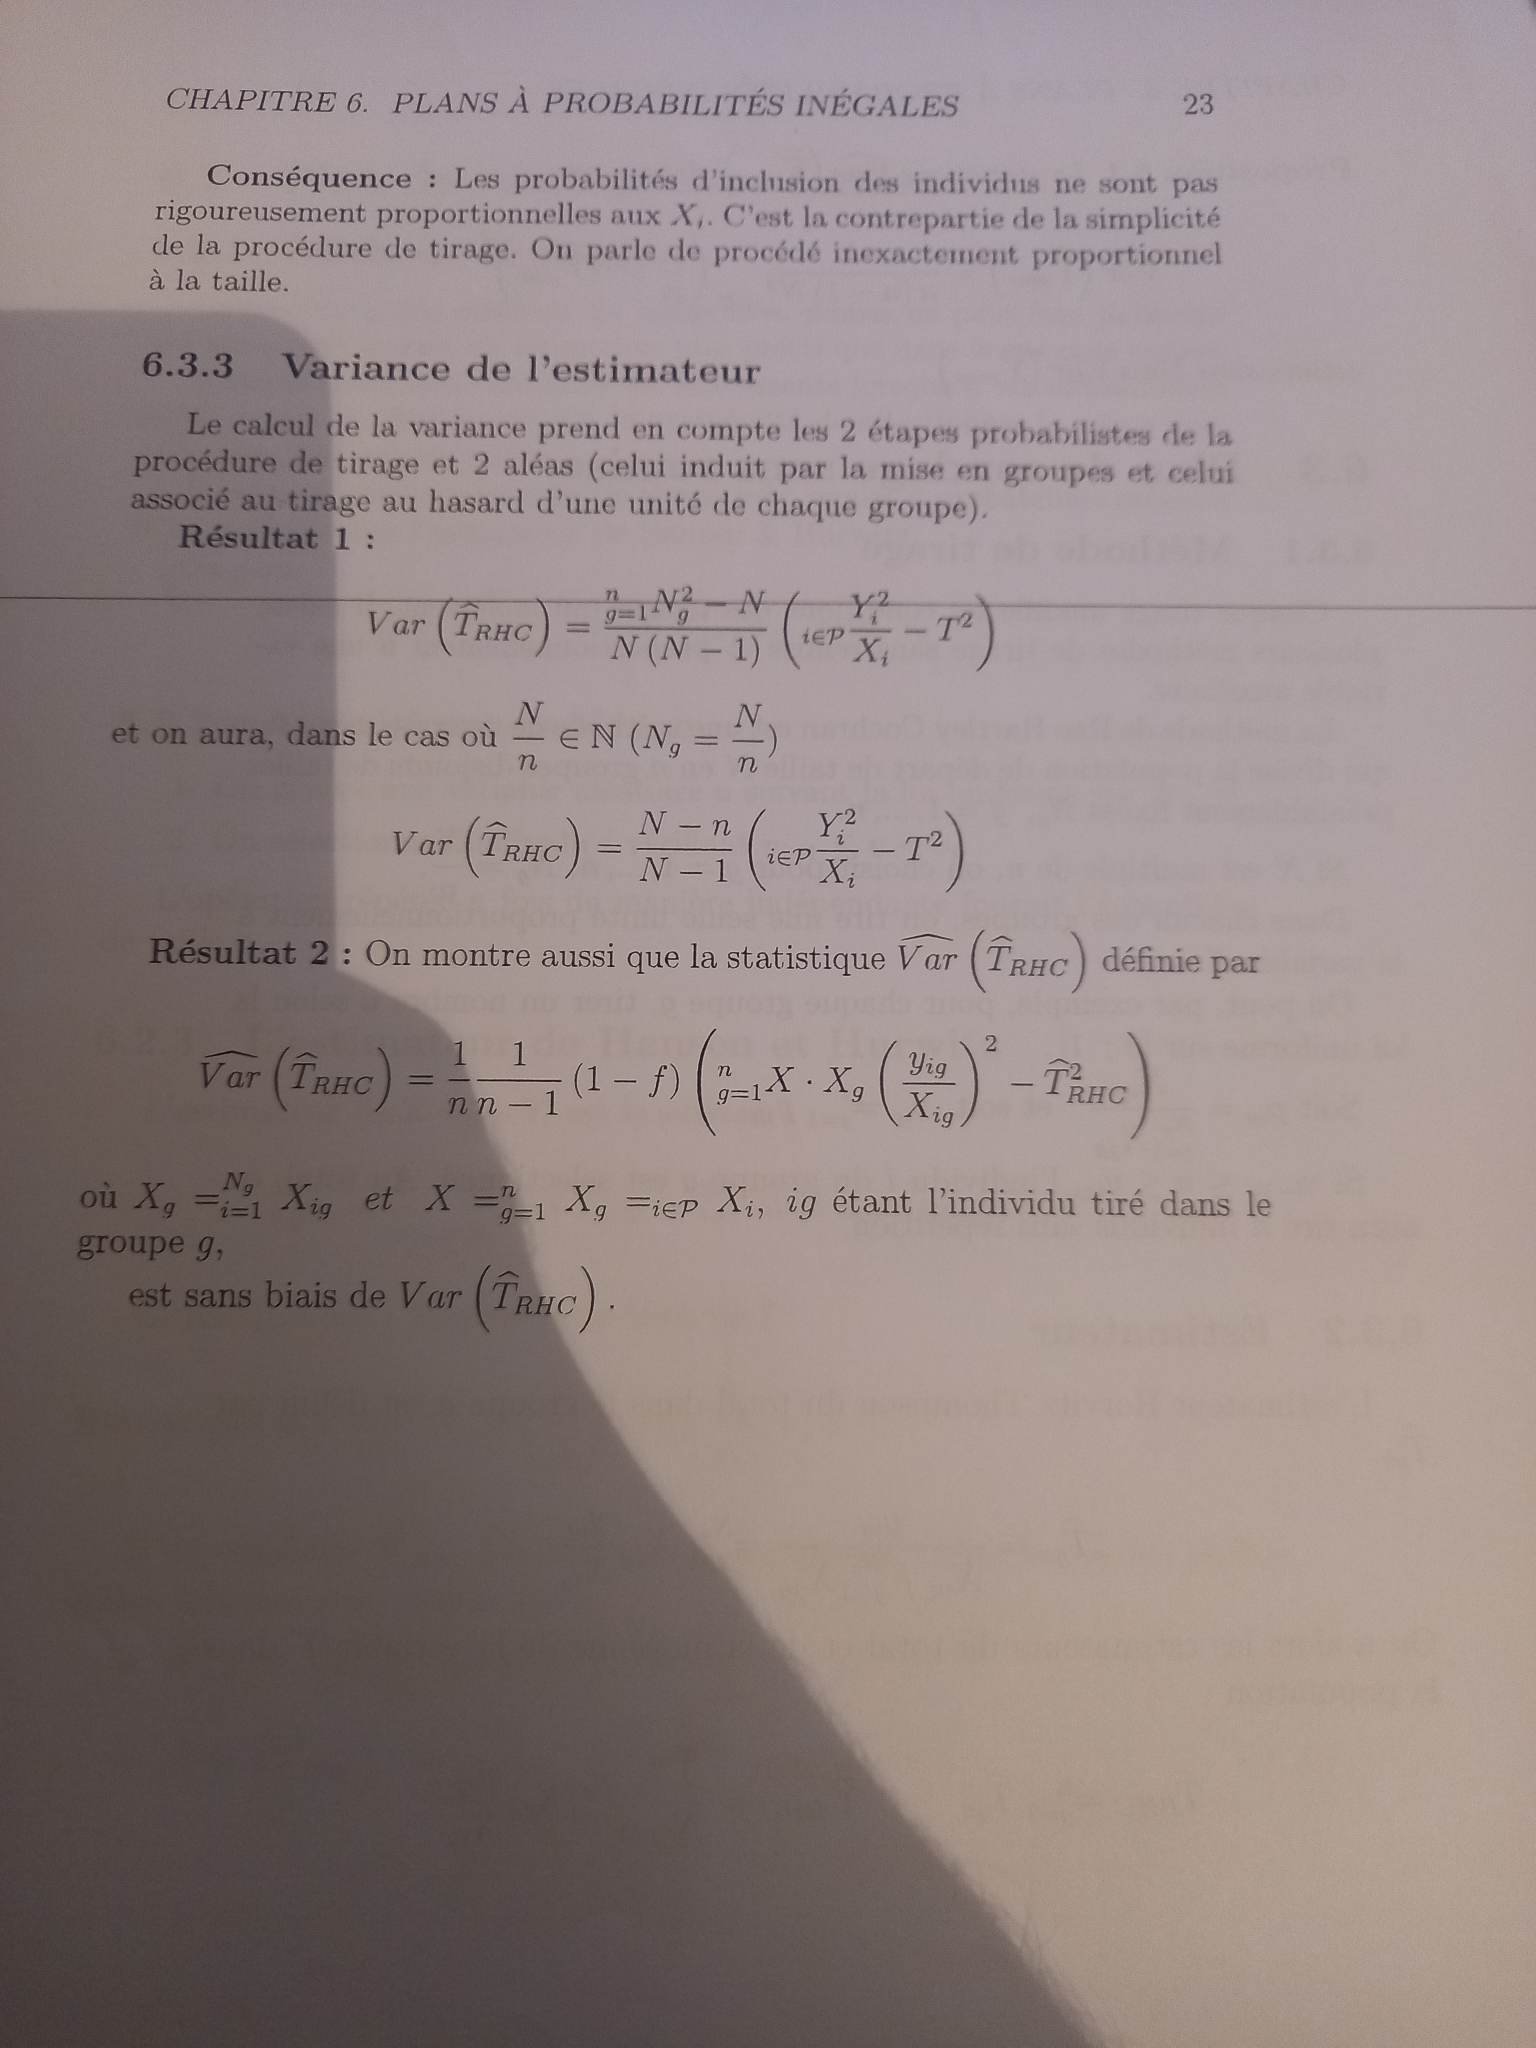 CHAPITRE 6. PLANS À PROBABILITÉS INÉGALES 23
Conséquence : Les probabilités d'inclusion des individus ne sont pas
rigoureusement proportionnelles aux X_i. C'est la contrepartie de la simplicité
de la procédure de tirage. On parle de procédé inexactement proportionnel
à la taille.
6.3.3 Variance de l'estimateur
Le calcul de la variance prend en compte les 2 étapes probabilistes de la
procédure de tirage et 2 aléas (celui induit par la mise en groupes et celui
associé au tirage au hasard d'une unité de chaque groupe).
Résultat 1 :
$Var\left(\widehat{T}_{RHC}\right) = \frac{_{g=1}^{n}N_g^2 - N}{N(N-1)}\left(_{i\in\mathcal{P}}\frac{Y_i^2}{X_i} - T^2\right)$
et on aura, dans le cas où $\frac{N}{n} \in \mathbb{N}$ ($N_g = \frac{N}{n}$)
$Var\left(\widehat{T}_{RHC}\right) = \frac{N-n}{N-1}\left(_{i\in\mathcal{P}}\frac{Y_i^2}{X_i} - T^2\right)$
Résultat 2 : On montre aussi que la statistique $\widehat{Var}\left(\widehat{T}_{RHC}\right)$ définie par
$\widehat{Var}\left(\widehat{T}_{RHC}\right) = \frac{1}{n}\frac{1}{n-1}(1-f)\left(_{g=1}^{n}X \cdot X_g\left(\frac{y_{ig}}{X_{ig}}\right)^2 - \widehat{T}_{RHC}^2\right)$
où $X_g =_{i=1}^{N_g} X_{ig}$ et $X =_{g=1}^{n} X_g =_{i\in\mathcal{P}} X_i$, $ig$ étant l'individu tiré dans le
groupe $g$,
est sans biais de $Var\left(\widehat{T}_{RHC}\right)$.